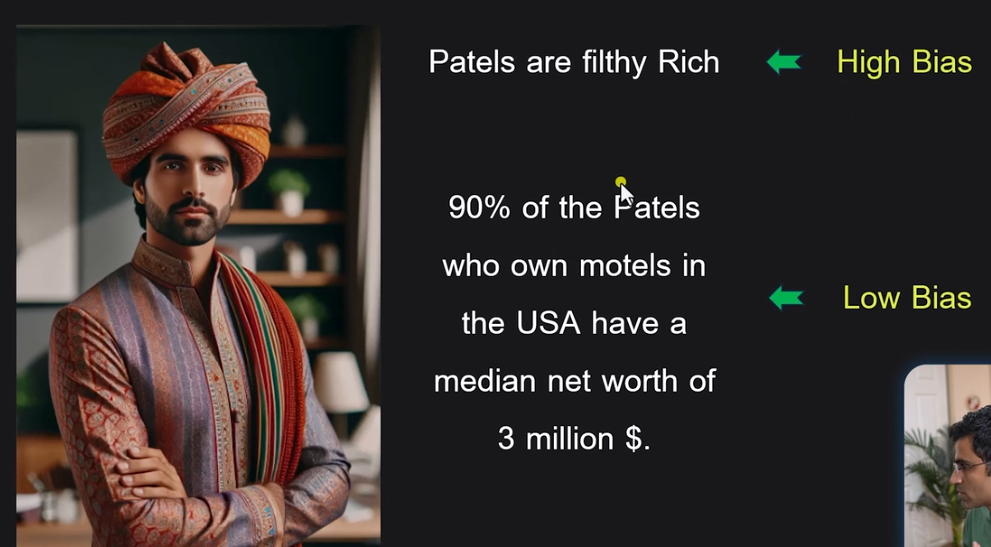 Patels are filthy Rich
High Bias
90% of the Patels
who own motels in
the USA have a
median net worth of
3 million $.
Low Bias